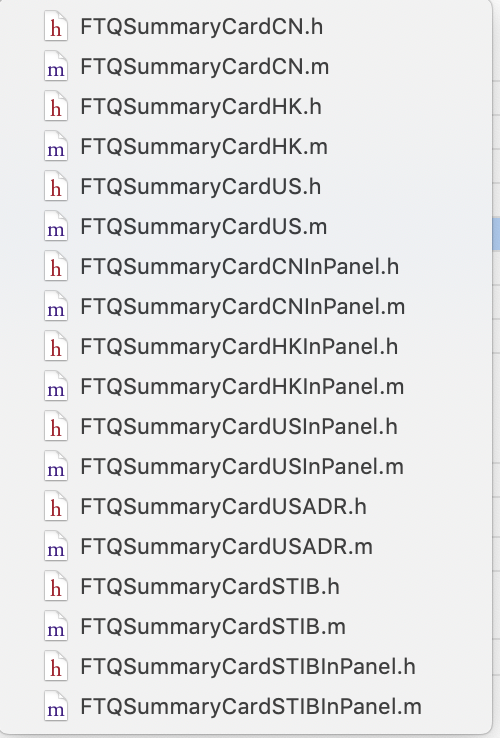 h FTQSummaryCardCN.h
m FTQSummaryCardCN.m
h FTQSummaryCardHK.h
m FTQSummaryCardHK.m
h FTQSummaryCardUS.h
m FTQSummaryCardUS.m
h FTQSummaryCardCNInPanel.h
m FTQSummaryCardCNInPanel.m
h FTQSummaryCardHKInPanel.h
m FTQSummaryCardHKInPanel.m
h FTQSummaryCardUSInPanel.h
m FTQSummaryCardUSInPanel.m
h FTQSummaryCardUSADR.h
m FTQSummaryCardUSADR.m
h FTQSummaryCardSTIB.h
m FTQSummaryCardSTIB.m
h FTQSummaryCardSTIBInPanel.h
m FTQSummaryCardSTIBInPanel.m